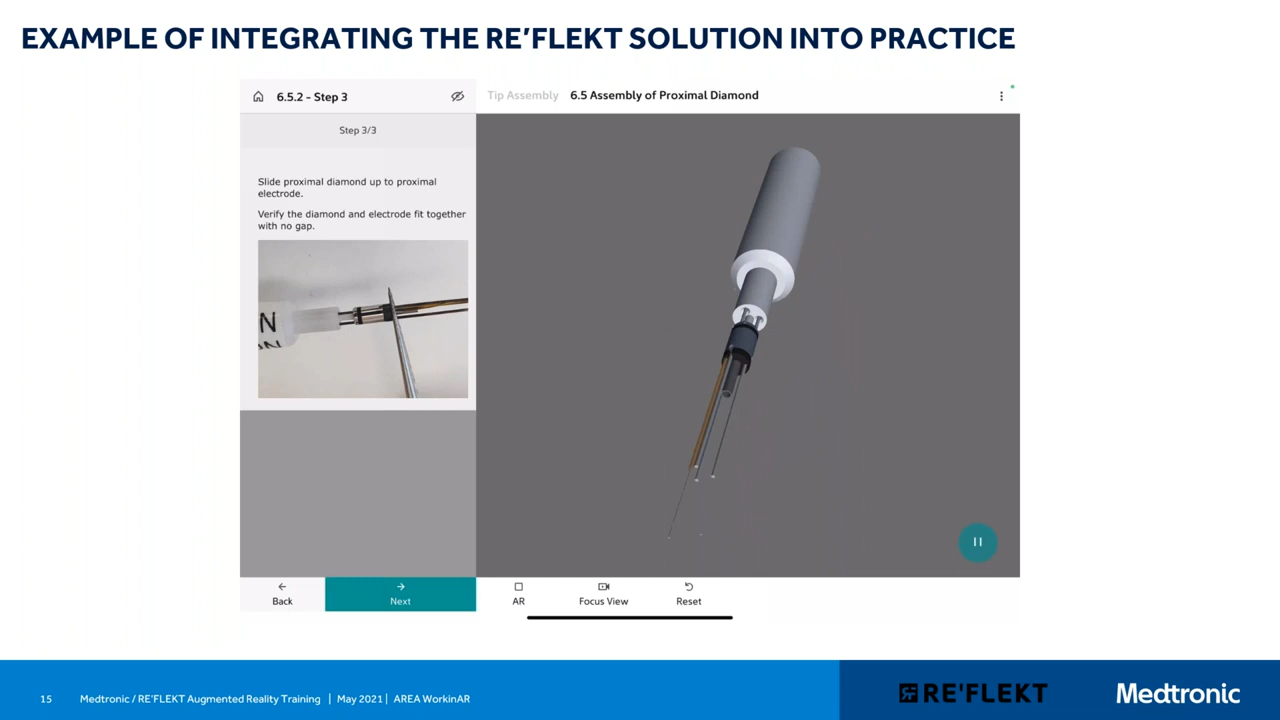 EXAMPLE OF INTEGRATING THE RE'FLEKT SOLUTION INTO PRACTICE
6.5.2 - Step 3
Tip Assembly 6.5 Assembly of Proximal Diamond
Step 3/3
Slide proximal diamond up to proximal
electrode.
Verify the diamond and electrode fit together
with no gap.
N
Back
Next
AR
Focus View
Reset
15 Medtronic / RE'FLEKT Augmented Reality Training | May 2021 | AREA WorkinAR
RE'FLEKT
Medtronic